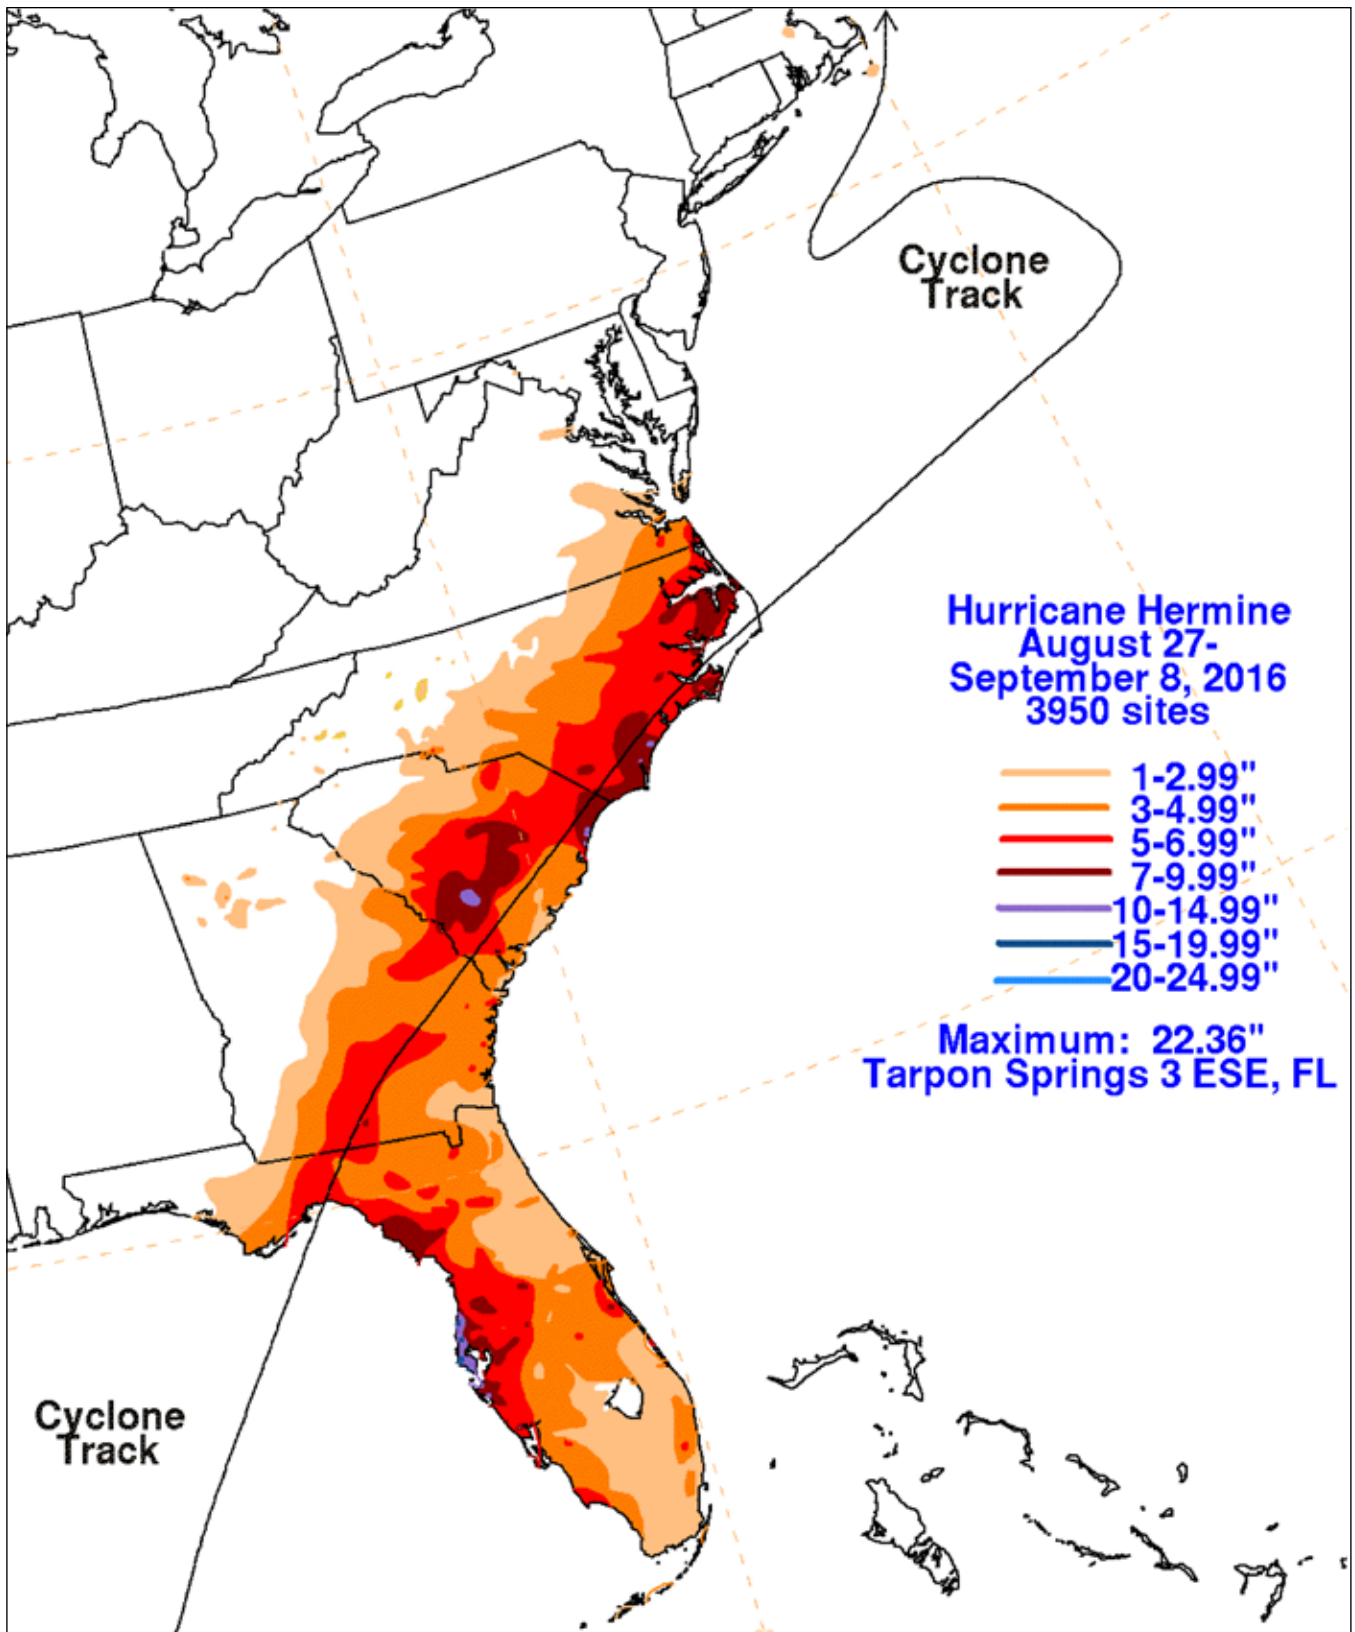 Cyclone
Track
Hurricane Hermine
August 27-
September 8, 2016
3950 sites
1-2.99"
3-4.99"
5-6.99"
7-9.99"
10-14.99"
15-19.99"
20-24.99"
Maximum: 22.36"
Tarpon Springs 3 ESE, FL
Cyclone
Track